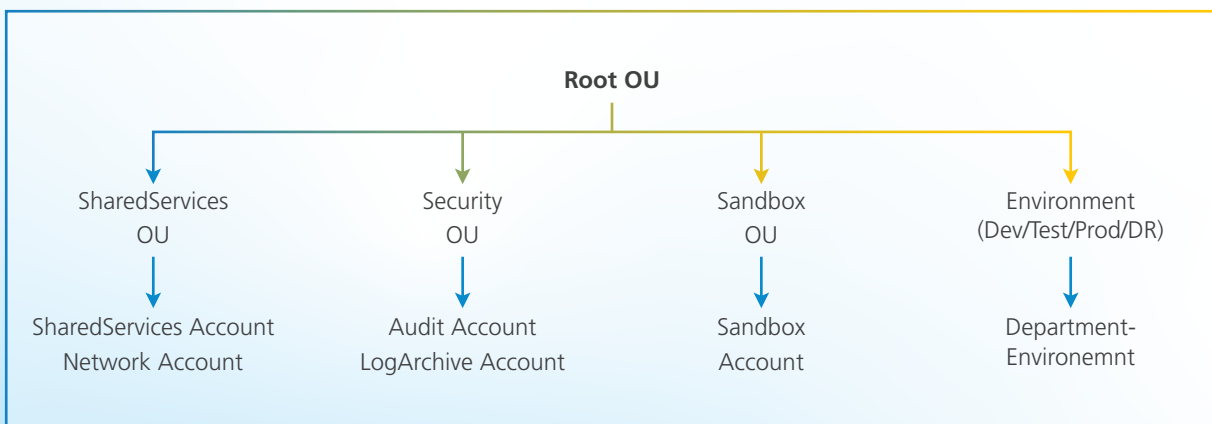 Root OU
SharedServices
OU
Security
OU
Sandbox
OU
Environment
(Dev/Test/Prod/DR)
SharedServices Account
Network Account
Audit Account
LogArchive Account
Sandbox
Account
Department-
Environemnt